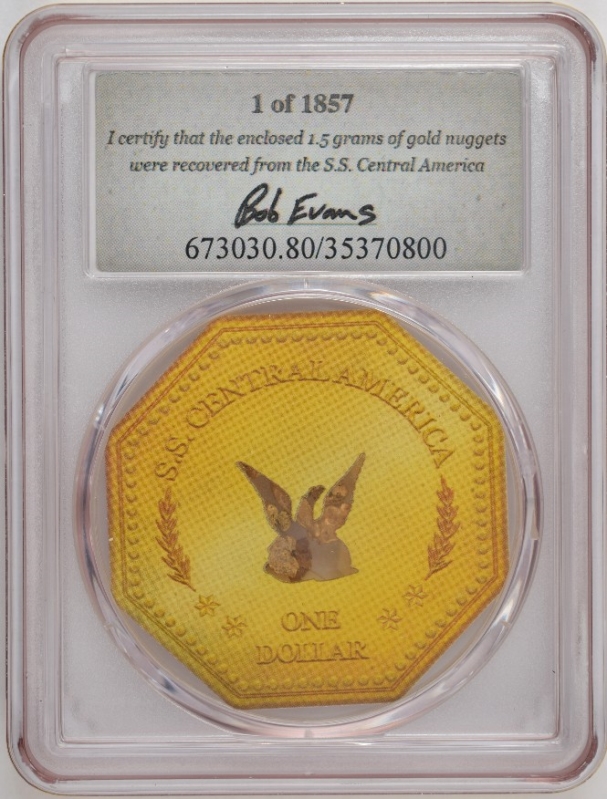 1 of 1857
I certify that the enclosed 1.5 grams of gold nuggets
were recovered from the S.S. Central America
Bob Evans
673030.80/35370800
S.S. CENTRAL AMERICA
ONE
DOLLAR